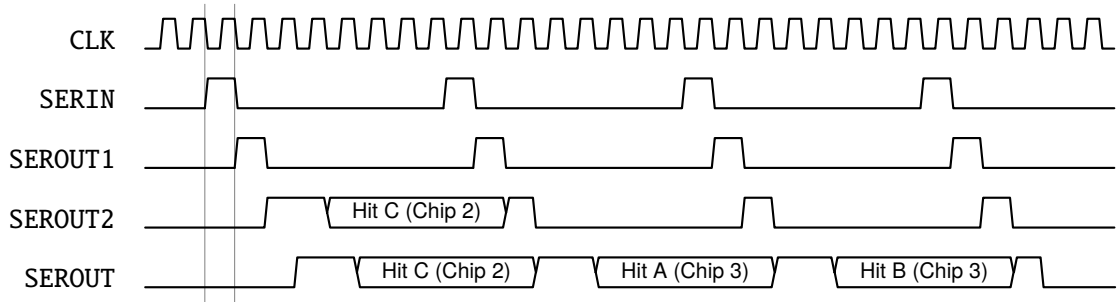 CLK
SERIN
SEROUT1
SEROUT2 Hit C (Chip 2)
SEROUT Hit C (Chip 2) Hit A (Chip 3) Hit B (Chip 3)